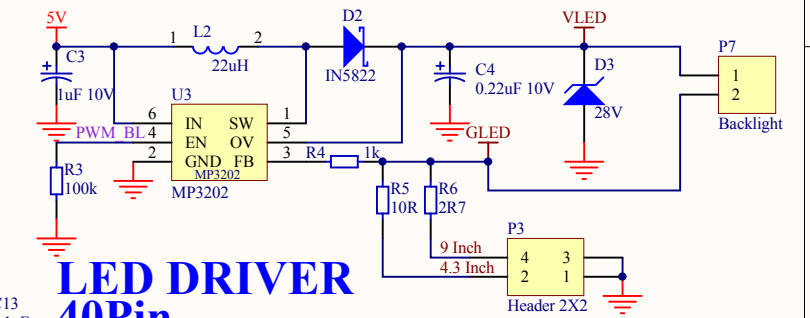 5V
L2
D2
VLED
1
2
P7
C3
22uH
IN5822
C4
D3
1
1uF 10V
0.22uF 10V
2
U3
28V
6 IN SW 1
Backlight
PWM_BL 4 EN OV 5
GLED
2 GND FB 3
R4 1k
MP3202
R3
100k
MP3202
R5
10R
R6
2R7
P3
9 Inch
4 3
4.3 Inch
2 1
Header 2X2
LED DRIVER
40Pin
C13